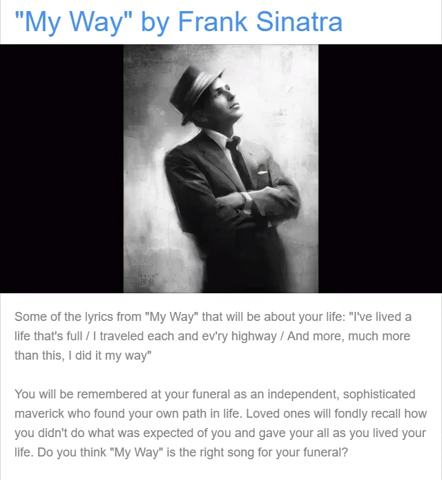 "My Way" by Frank Sinatra
Some of the lyrics from "My Way" that will be about your life: "I've lived a
life that's full / I traveled each and ev'ry highway / And more, much more
than this, I did it my way"
You will be remembered at your funeral as an independent, sophisticated
maverick who found your own path in life. Loved ones will fondly recall how
you didn't do what was expected of you and gave your all as you lived your
life. Do you think "My Way" is the right song for your funeral?